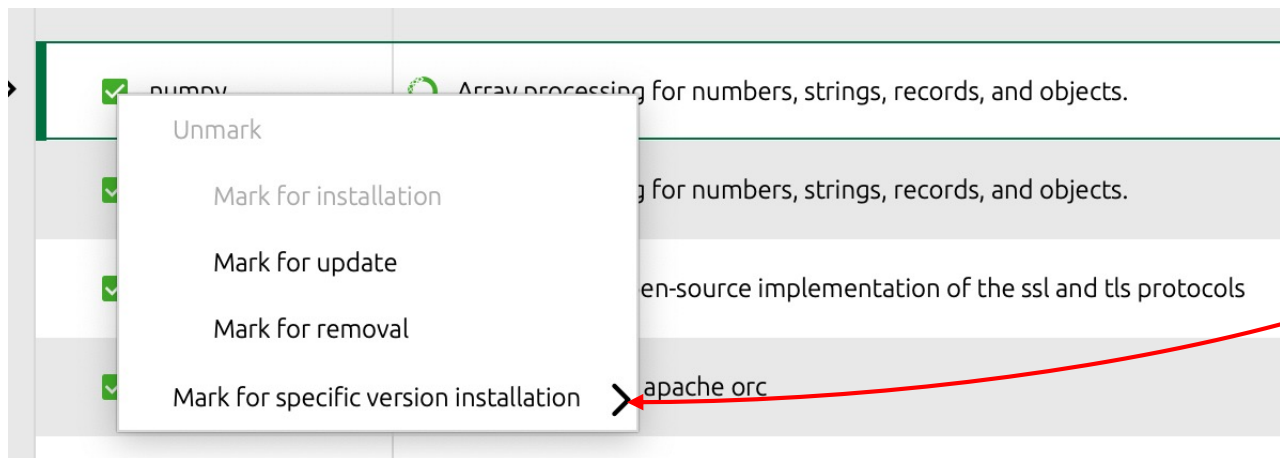 numpy Array processing for numbers, strings, records, and objects.
Unmark
Mark for installation
g for numbers, strings, records, and objects.
Mark for update
en-source implementation of the ssl and tls protocols
Mark for removal
apache orc
Mark for specific version installation